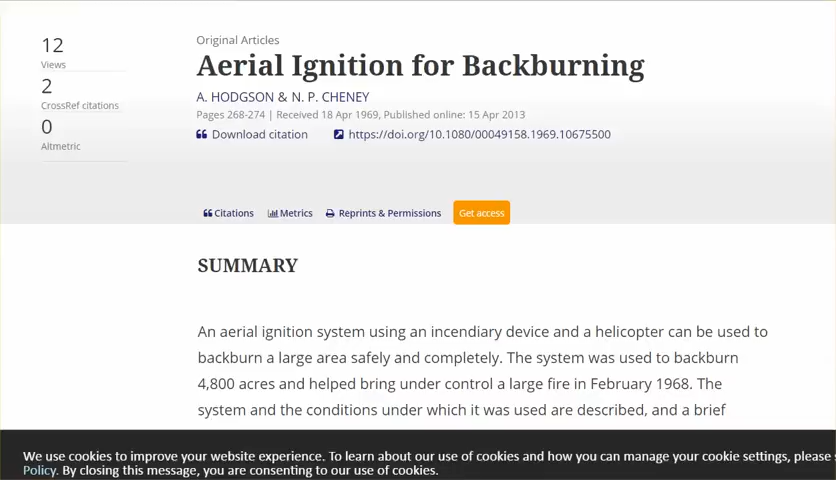 12
Views
2
CrossRef citations
0
Altmetric
Original Articles
Aerial Ignition for Backburning
A. HODGSON & N. P. CHENEY
Pages 268-274 | Received 18 Apr 1969, Published online: 15 Apr 2013
Download citation https://doi.org/10.1080/00049158.1969.10675500
Citations Metrics Reprints & Permissions Get access
SUMMARY
An aerial ignition system using an incendiary device and a helicopter can be used to
backburn a large area safely and completely. The system was used to backburn
4,800 acres and helped bring under control a large fire in February 1968. The
system and the conditions under which it was used are described, and a brief
We use cookies to improve your website experience. To learn about our use of cookies and how you can manage your cookie settings, please
Policy. By closing this message, you are consenting to our use of cookies.